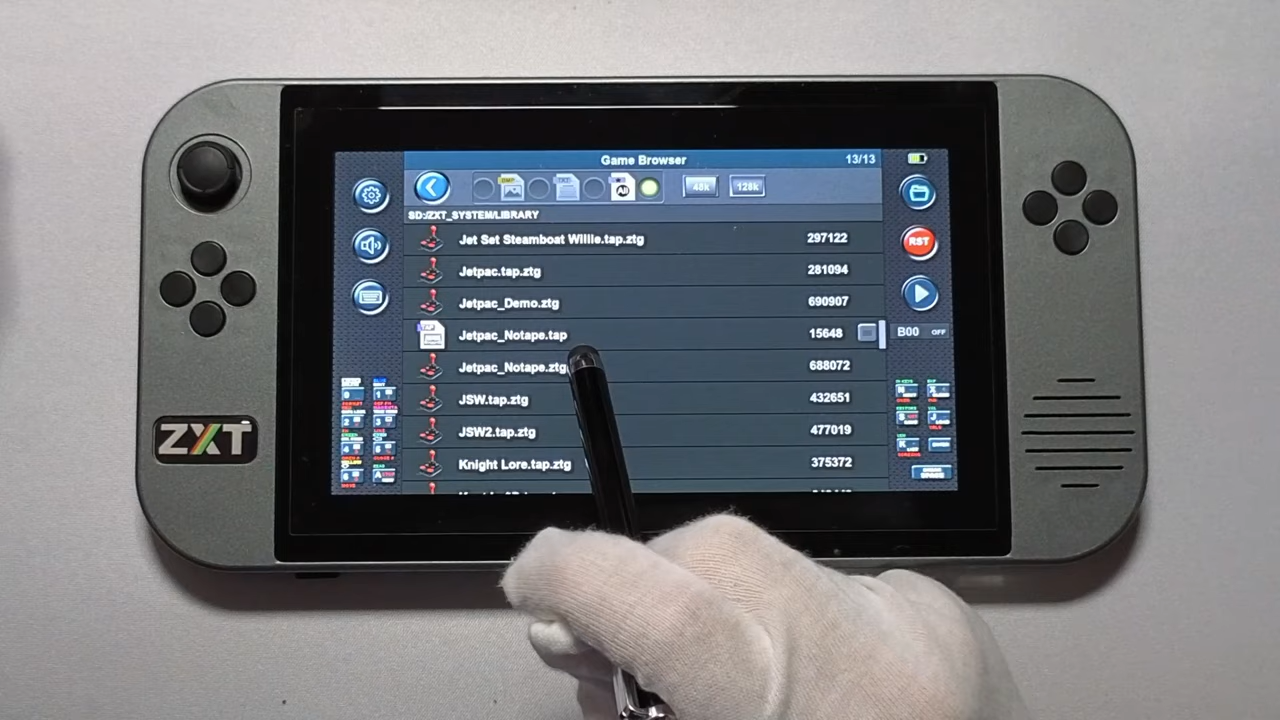 Game Browser
13/13
All
48k
128k
SD:/ZXT_SYSTEM/LIBRARY
Jet Set Steamboat Willie.tap.ztg 297122
Jetpac.tap.ztg 281094
RST
Jetpac_Demo.ztg 690907
Jetpac_Notape.tap 15648
TAP
B00 OFF
Jetpac_Notape.ztg 688072
JSW.tap.ztg 432651
JSW2.tap.ztg 477019
Knight Lore.tap.ztg 375372
ZXT